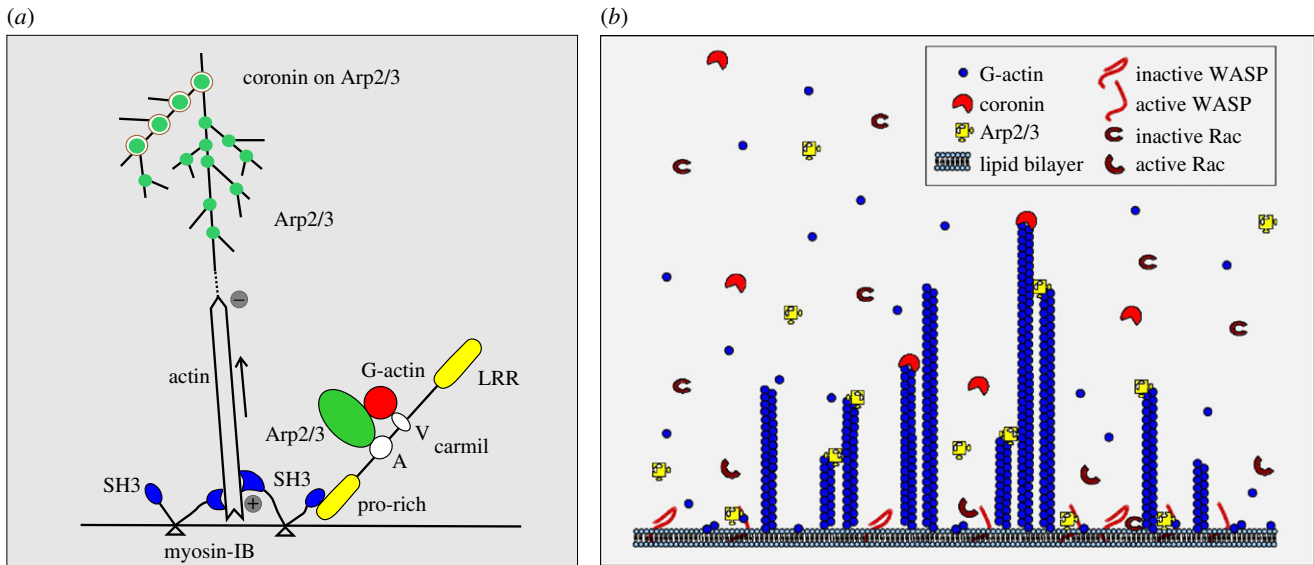 (a)
coronin on Arp2/3
Arp2/3
−
actin
G-actin
LRR
Arp2/3
V
carmil
A
SH3
SH3
+
pro-rich
myosin-IB
(b)
G-actin
coronin
Arp2/3
lipid bilayer
inactive WASP
active WASP
inactive Rac
active Rac